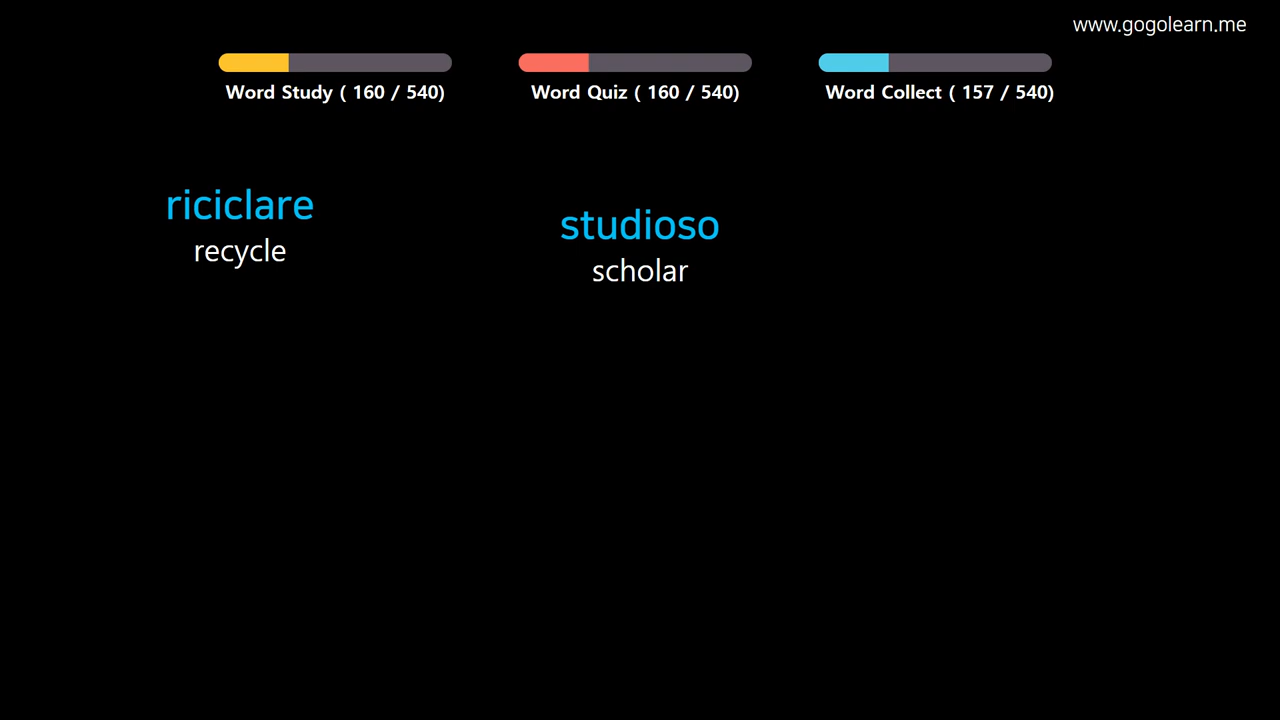 www.gogolearn.me
Word Study ( 160 / 540)
Word Quiz ( 160 / 540)
Word Collect ( 157 / 540)
riciclare
recycle
studioso
scholar